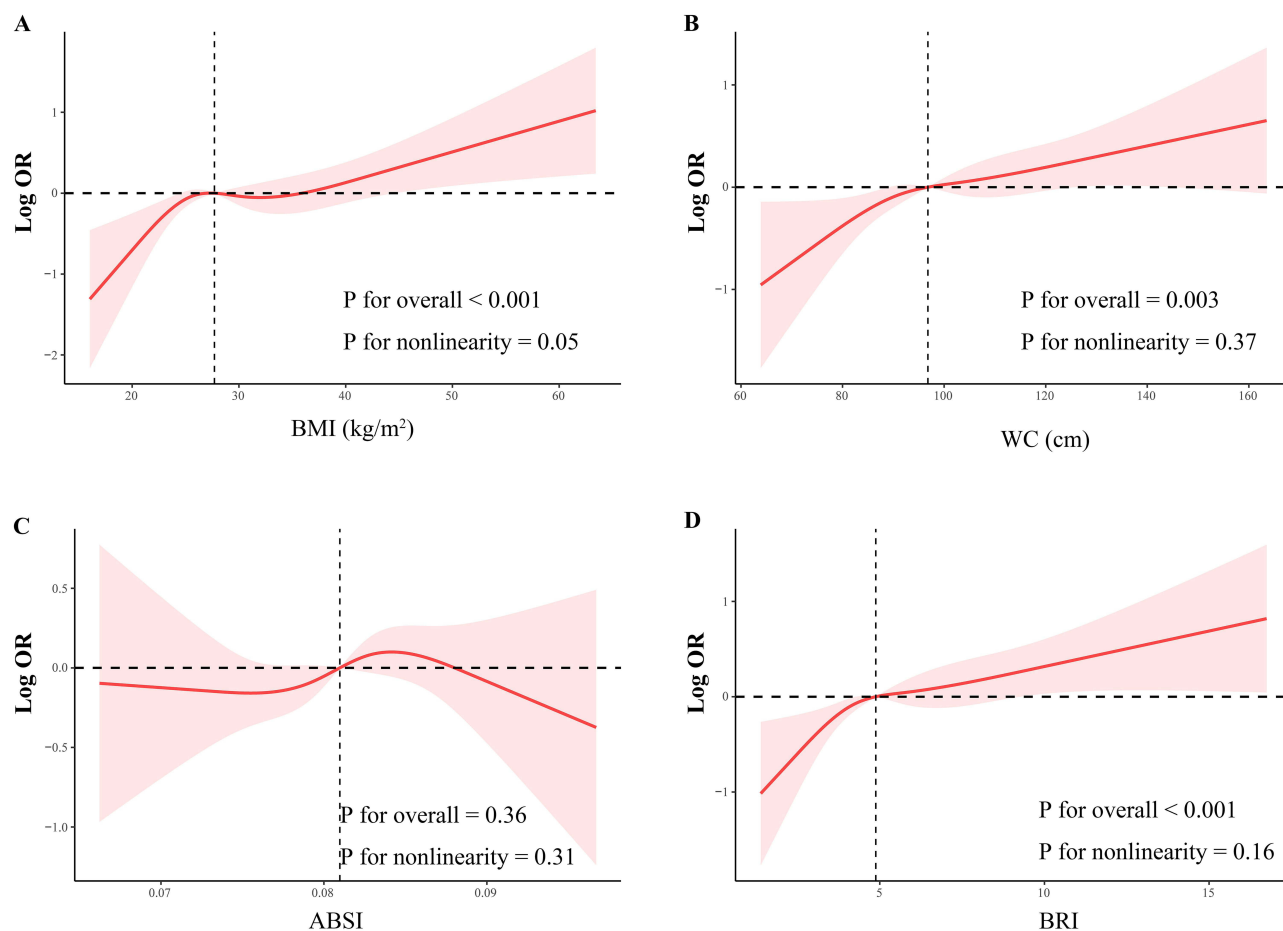 A
Log OR
1
0
−1
−2
P for overall < 0.001
P for nonlinearity = 0.05
20
30
40
50
60
BMI (kg/m²)
B
Log OR
1
0
−1
P for overall = 0.003
P for nonlinearity = 0.37
60
80
100
120
140
160
WC (cm)
C
Log OR
0.5
0.0
−0.5
−1.0
P for overall = 0.36
P for nonlinearity = 0.31
0.07
0.08
0.09
ABSI
D
Log OR
1
0
−1
P for overall < 0.001
P for nonlinearity = 0.16
5
10
15
BRI